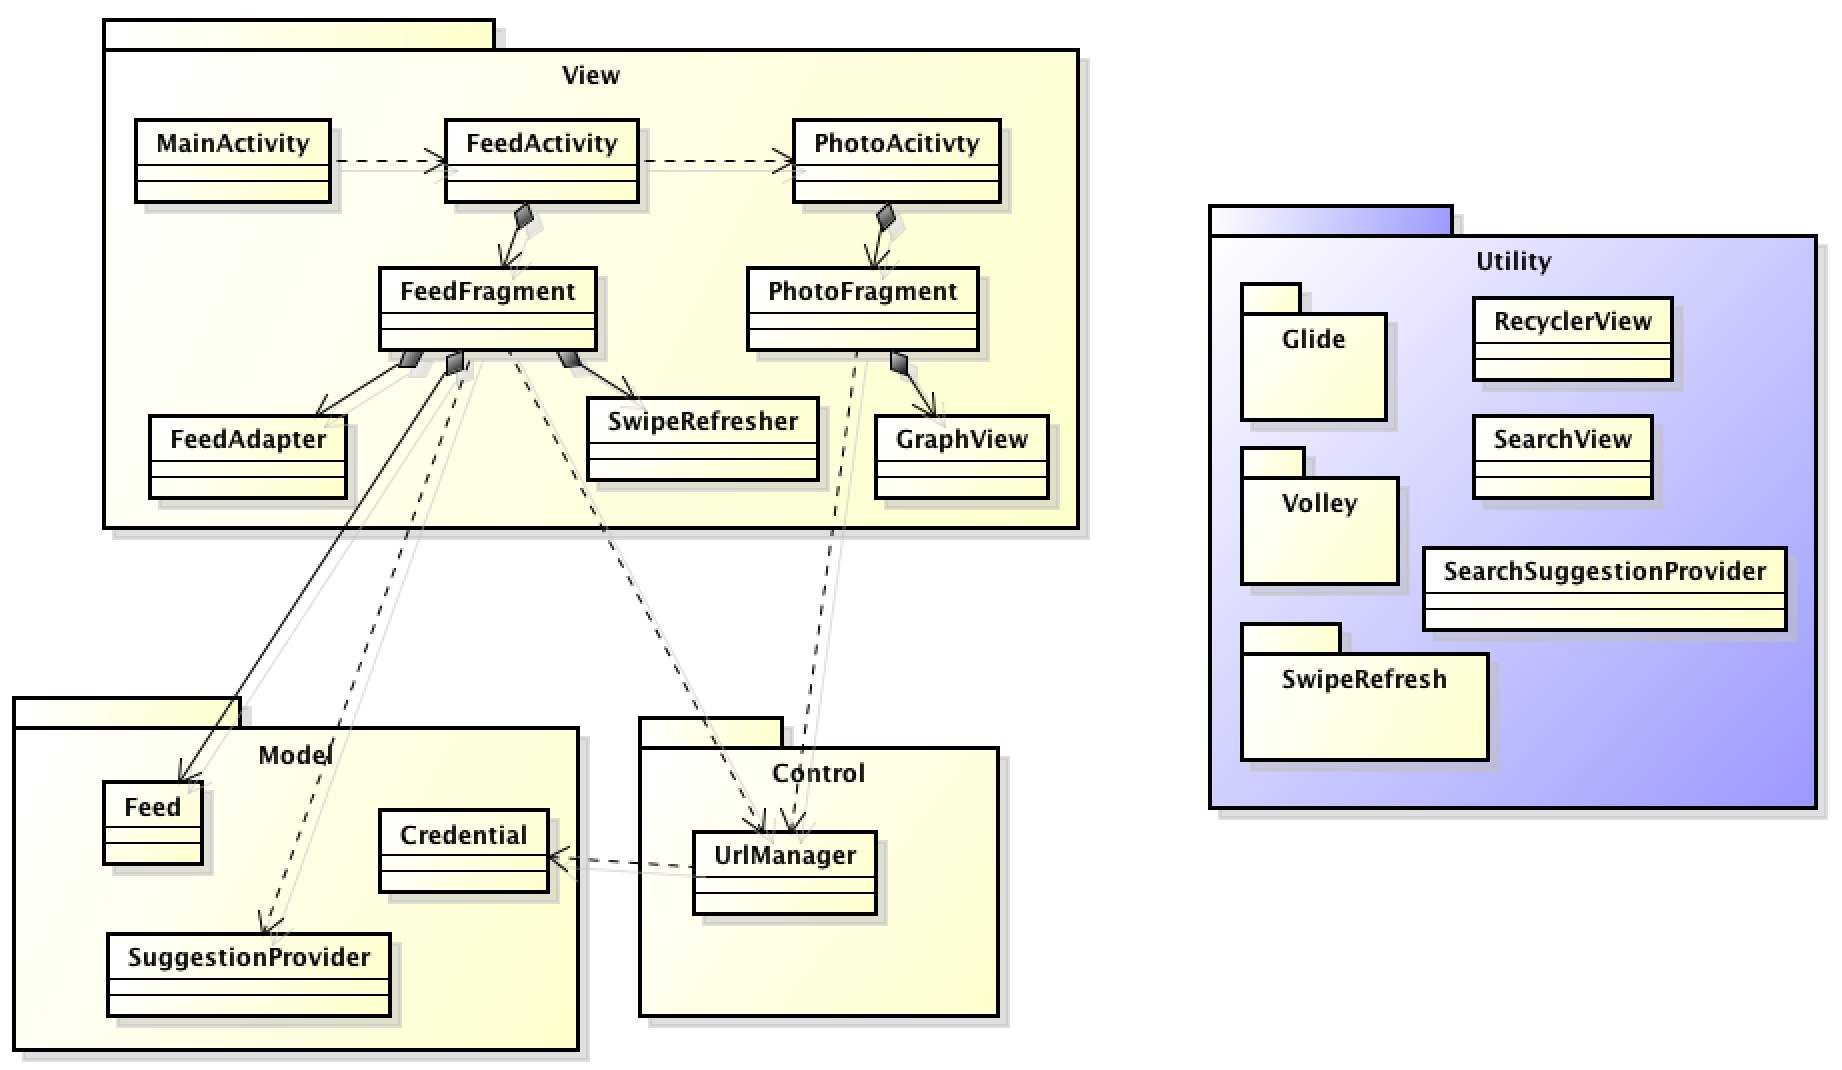 View
MainActivity
FeedActivity
PhotoAcitivty
FeedFragment
PhotoFragment
FeedAdapter
SwipeRefresher
GraphView
Model
Feed
Credential
SuggestionProvider
Control
UrlManager
Utility
Glide
RecyclerView
SearchView
Volley
SearchSuggestionProvider
SwipeRefresh